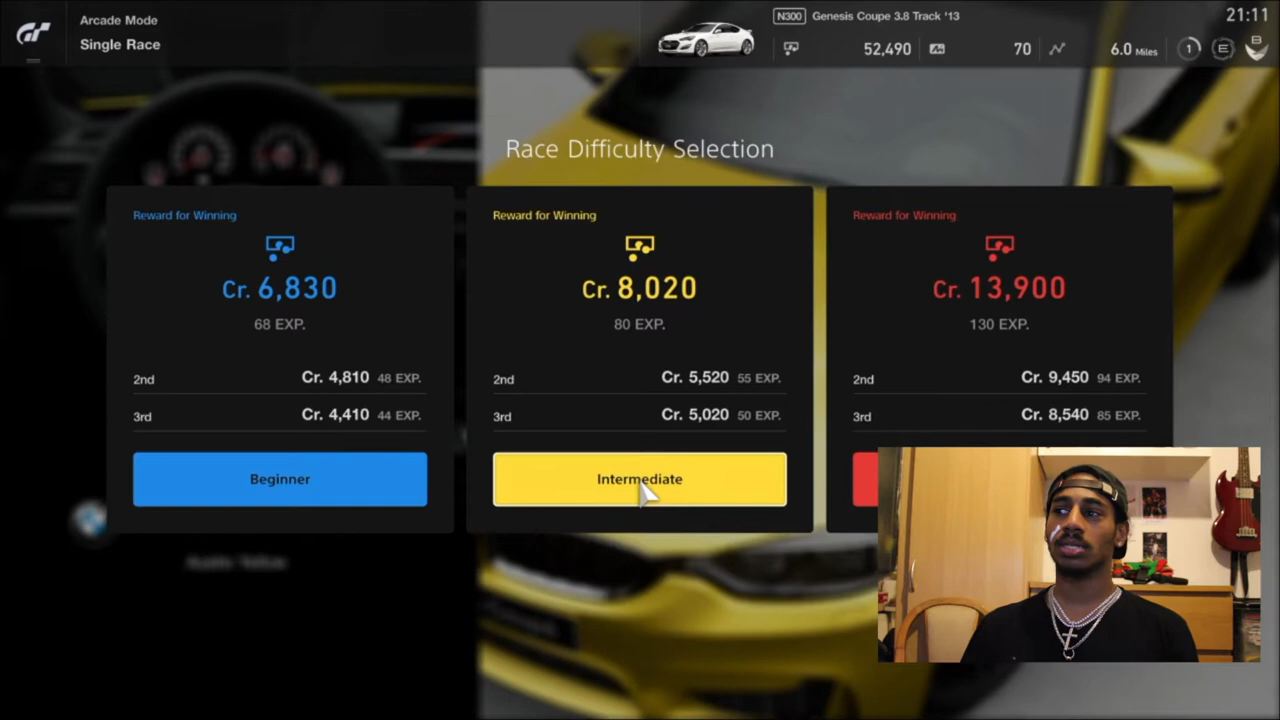 Arcade Mode
Single Race
N300 Genesis Coupe 3.8 Track '13
52,490 70 6.0 Miles 1 E B
21:11
Race Difficulty Selection
Reward for Winning
Cr. 6,830
68 EXP.
2nd Cr. 4,810 48 EXP.
3rd Cr. 4,410 44 EXP.
Beginner
Reward for Winning
Cr. 8,020
80 EXP.
2nd Cr. 5,520 55 EXP.
3rd Cr. 5,020 50 EXP.
Intermediate
Reward for Winning
Cr. 13,900
130 EXP.
2nd Cr. 9,450 94 EXP.
3rd Cr. 8,540 85 EXP.